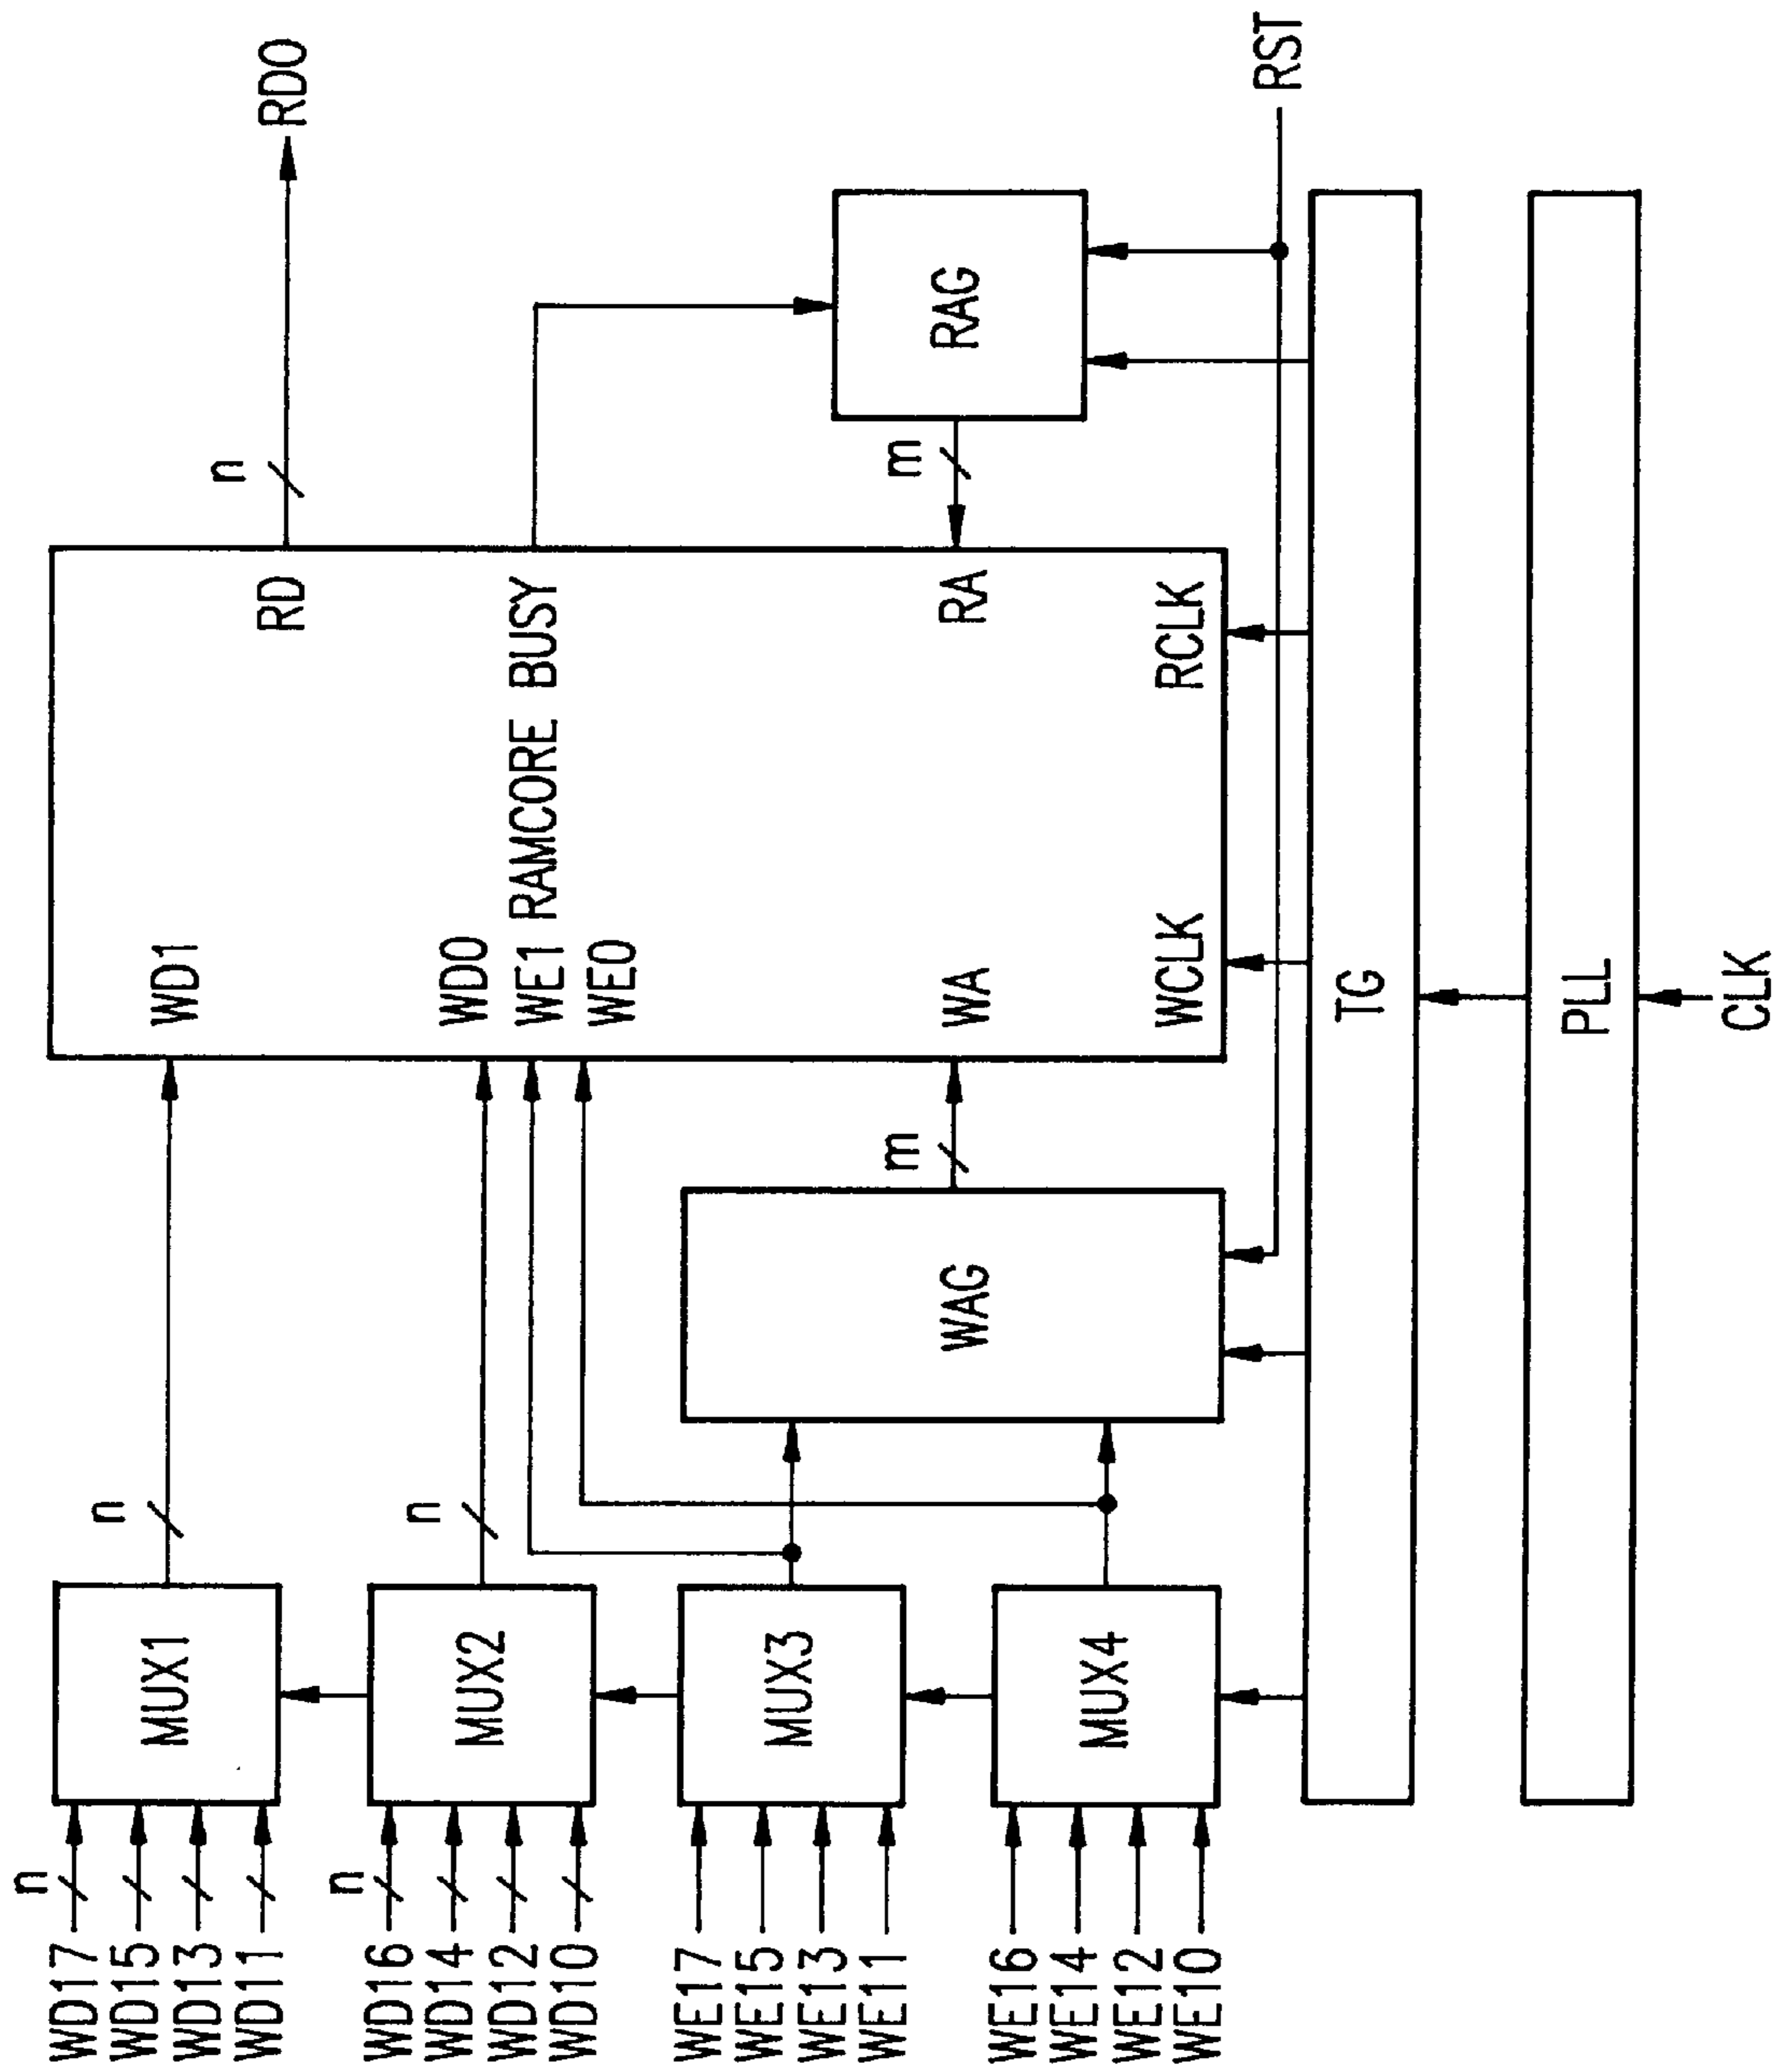 WD17
WD15
WD13
WD11
n
MUX1
n
WD1
RD
n
RDO
WD16
WD14
WD12
WD10
n
MUX2
n
WD0
WE1
RAMCORE BUSY
WE0
WE17
WE15
WE13
WE11
MUX3
WAG
m
WA
RA
m
RAG
WE16
WE14
WE12
WE10
MUX4
WCLK
RCLK
RST
TG
PLL
CLK